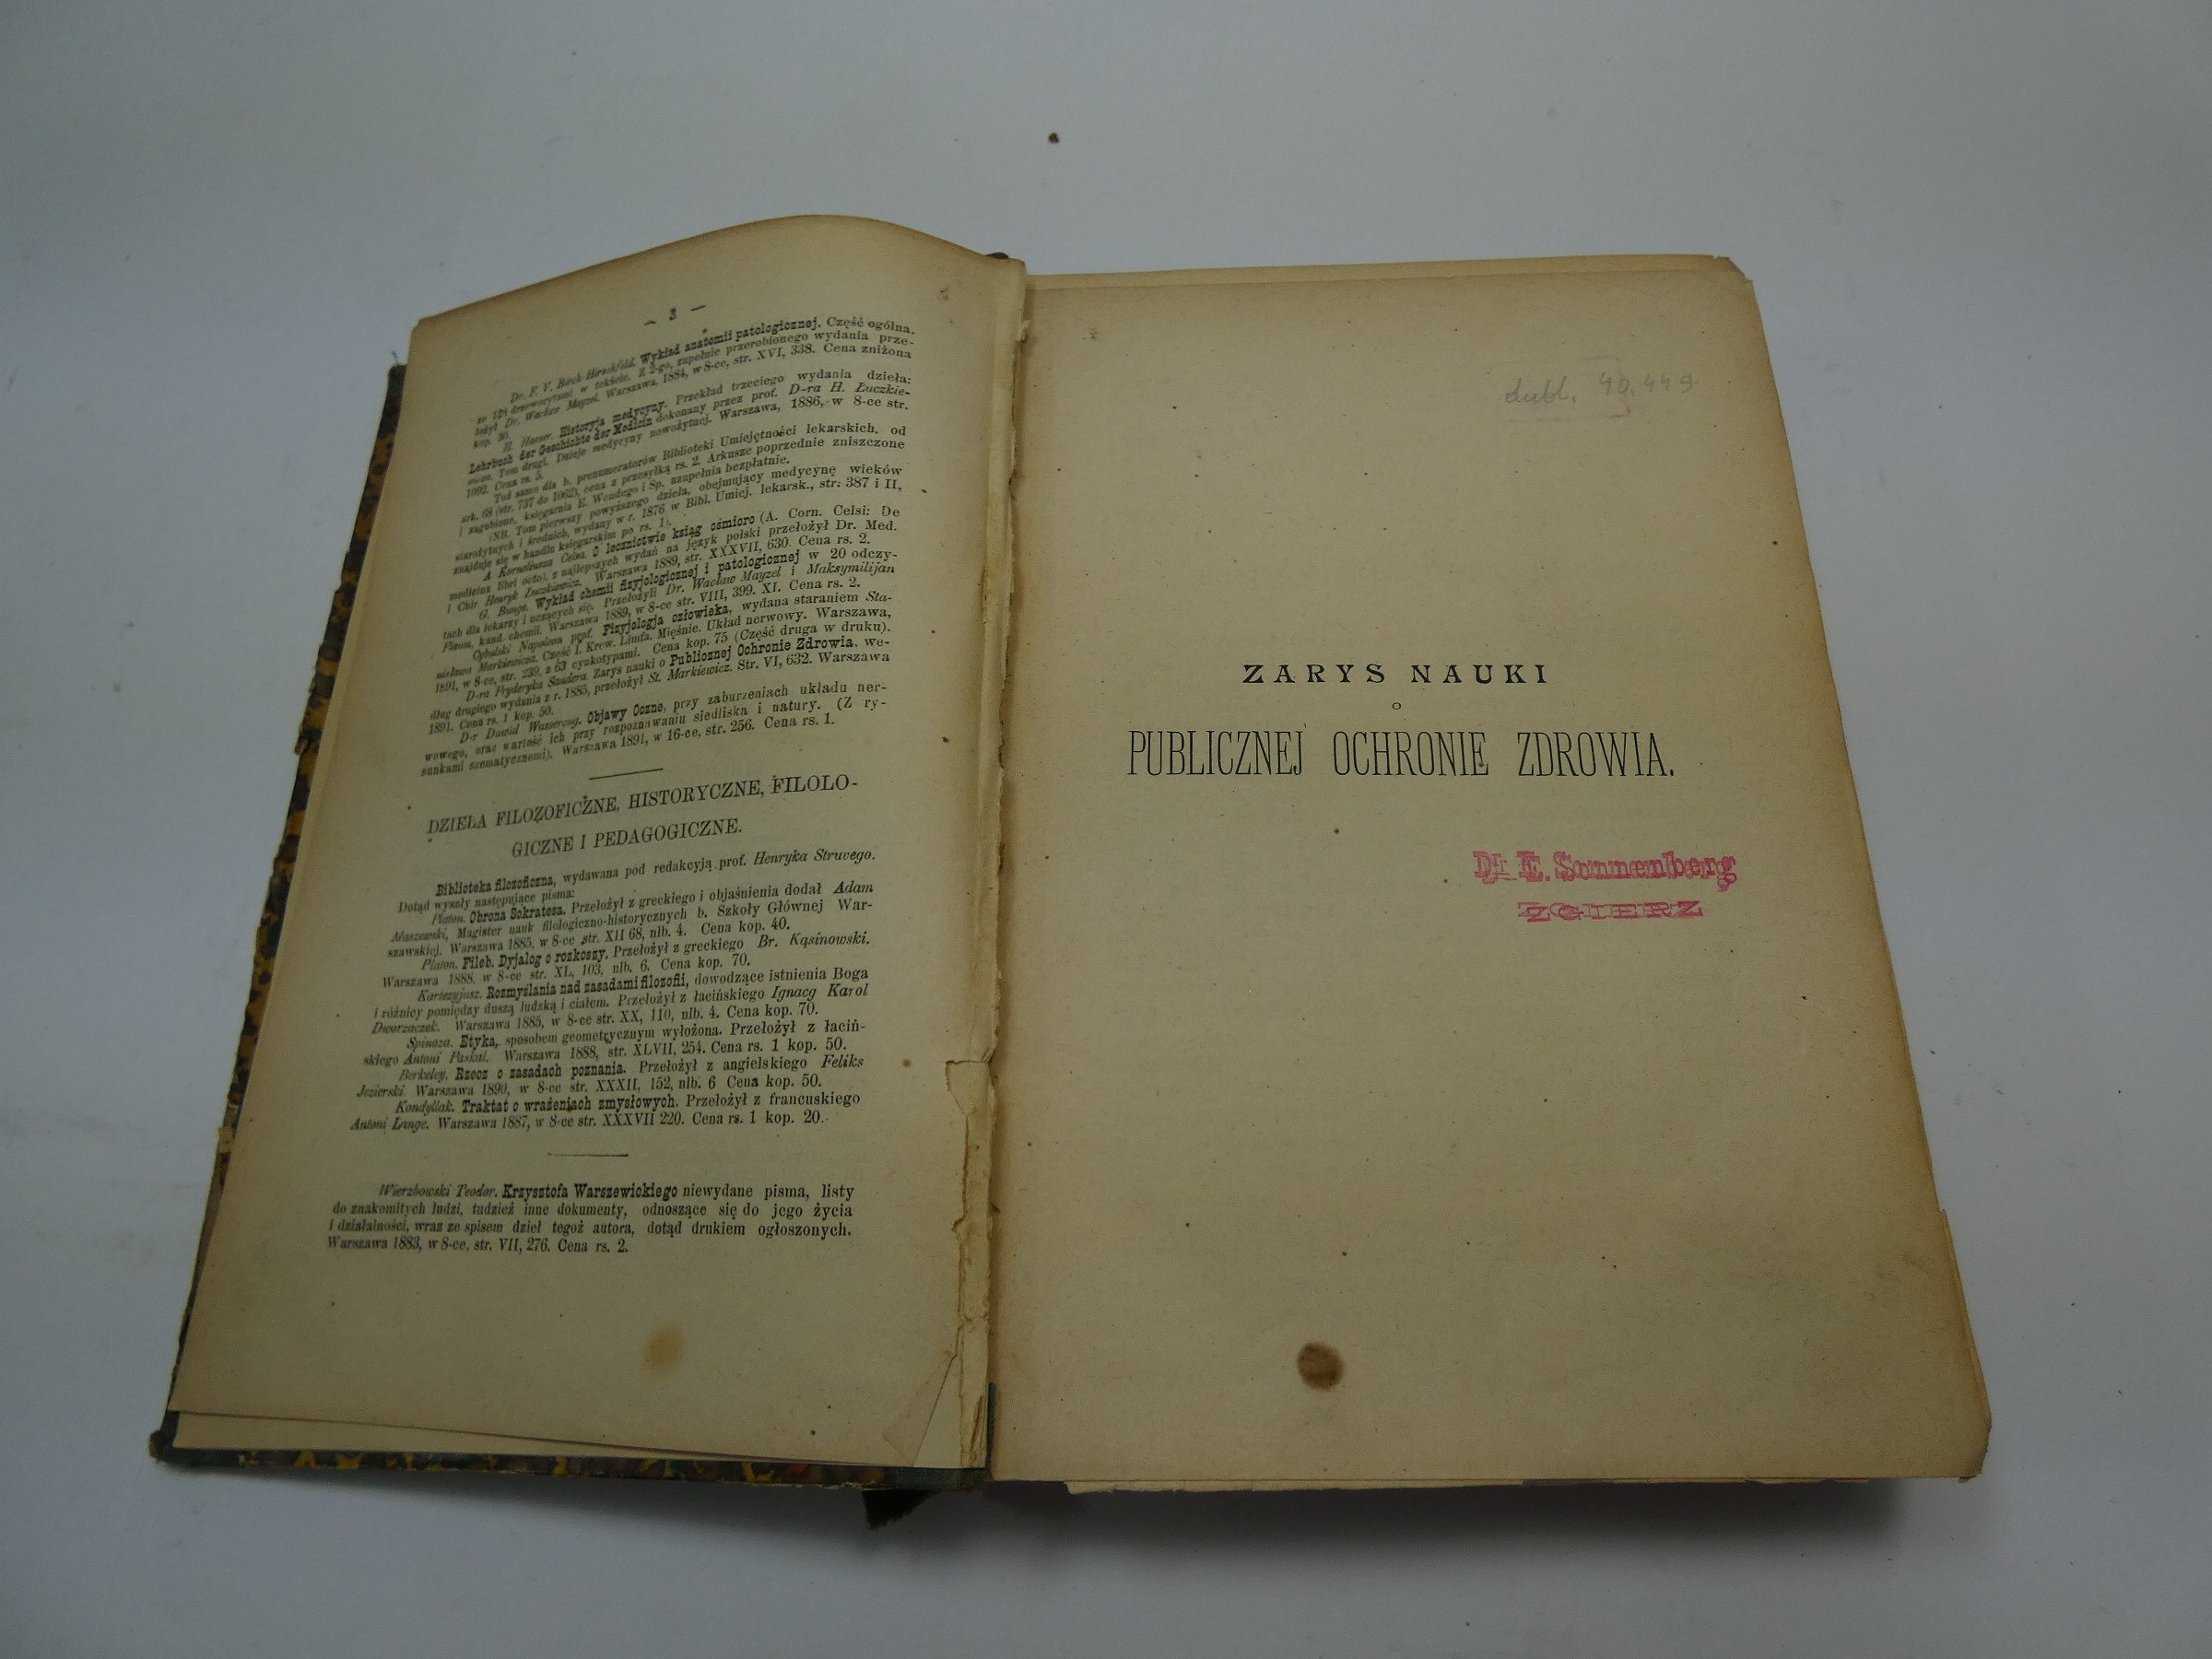 — 3 —
Dr. F. V. Birch-Hirschfeld. Wykład anatomii patologicznej. Część ogólna,
ze 128 drzeworytami w tekście. Z 2-go, zupełnie przerobionego wydania prze-
łożył Dr. Wacław Mayzel. Warszawa, 1884, w 8-ce, str. XVI, 338. Cena zniżona
kop. 30.
H. Haeser. Historyja medycyny. Przekład trzeciego wydania dzieła:
Lehrbuch der Geschichte der Medicin dokonany przez prof. D-ra H. Łuczkie-
wicza. Tom drugi. Dzieje medycyny nowożytnej. Warszawa, 1886, w 8-ce str.
1092. Cena rs. 5.
Toż samo dla b. prenumeratorów Biblioteki Umiejętności lekarskich, od
ark. 68 (str. 737 do 1062), cena z przesyłką rs. 2. Arkusze poprzednie zniszczone
i zagubione, księgarnia E. Wendego i Sp. uzupełnia bezpłatnie.
(NB. Tom pierwszy powyższego dzieła, obejmujący medycynę wieków
starożytnych i średnich, wydany w r. 1876 w Bibl. Umiej. lekarsk., str. 387 i II,
znajduje się w handlu księgarskim po rs. 1).
A. Korneliusza Celsa. O lecznictwie ksiąg ośmioro (A. Corn. Celsi: De
medicina libri octo), z najlepszych wydań na język polski przełożył Dr. Med.
i Chir. Henryk Łuczkiewicz. Warszawa 1889, str. XXXVII, 630. Cena rs. 2.
G. Bunge. Wykład chemii fizyjologicznej i patologicznej w 20 odczy-
tach dla lekarzy i uczących się. Przełożyli Dr. Wacław Mayzel i Maksymilijan
Flaum, kand. chemii. Warszawa 1889, w 8-ce str. VIII, 399. XI. Cena rs. 2.
Cybulski Napoleon prof. Fizyjologja człowieka, wydana staraniem Sta-
nisława Markiewicza. Część I. Krew. Limfa. Mięśnie. Układ nerwowy. Warszawa,
1891, w 8-ce, str. 239, z 63 cynkotypami. Cena kop. 75 (Część druga w druku).
D-ra Fryderyka Sandera. Zarys nauki o Publicznej Ochronie Zdrowia, we-
dług drugiego wydania z r. 1885, przełożył St. Markiewicz. Str. VI, 632. Warszawa
1891. Cena rs. 1 kop. 50.
D-r Dawid Wassercug. Objawy Oczne, przy zaburzeniach układu ner-
wowego, oraz wartość ich przy rozpoznawaniu siedliska i natury. (Z ry-
sunkami szematycznemi). Warszawa 1891, w 16-ce, str. 256. Cena rs. 1.
DZIEŁA FILOZOFICZNE, HISTORYCZNE, FILOLO-
GICZNE I PEDAGOGICZNE.
Biblioteka filozoficzna, wydawana pod redakcyją prof. Henryka Struvego.
Dotąd wyszły następujące pisma:
Platon. Obrona Sokratesa. Przełożył z greckiego i objaśnienia dodał Adam
Maszewski, Magister nauk filologiczno-historycznych b. Szkoły Głównej War-
szawskiej. Warszawa 1885, w 8-ce str. XII 68, nlb. 4. Cena kop. 40.
Platon. Fileb. Dyjalog o rozkoszy. Przełożył z greckiego Br. Kąsinowski.
Warszawa 1888. w 8-ce str. XL, 103, nlb. 6. Cena kop. 70.
Kartezyjusz. Rozmyślania nad zasadami filozofii, dowodzące istnienia Boga
i różnicy pomiędzy duszą ludzką i ciałem. Przełożył z łacińskiego Ignacy Karol
Dworzaczek. Warszawa 1885, w 8-ce str. XX, 110, nlb. 4. Cena kop. 70.
Spinoza. Etyka, sposobem geometrycznym wyłożona. Przełożył z łaciń-
skiego Antoni Paskal. Warszawa 1888, str. XLVII, 254. Cena rs. 1 kop. 50.
Berkeley. Rzecz o zasadach poznania. Przełożył z angielskiego Feliks
Jezierski. Warszawa 1890, w 8-ce str. XXXII, 152, nlb. 6 Cena kop. 50.
Kondyllak. Traktat o wrażeniach zmysłowych. Przełożył z francuskiego
Antoni Lange. Warszawa 1887, w 8-ce str. XXXVII 220. Cena rs. 1 kop. 20.
Wierzbowski Teodor. Krzysztofa Warszewickiego niewydane pisma, listy
do znakomitych ludzi, tudzież inne dokumenty, odnoszące się do jego życia
i działalności, wraz ze spisem dzieł tegoż autora, dotąd drukiem ogłoszonych.
Warszawa 1883, w 8-ce, str. VII, 276. Cena rs. 2.
dubl. 40.449
ZARYS NAUKI
O
PUBLICZNEJ OCHRONIE ZDROWIA.
Dr. E. Sonnenberg
ZGIERZ